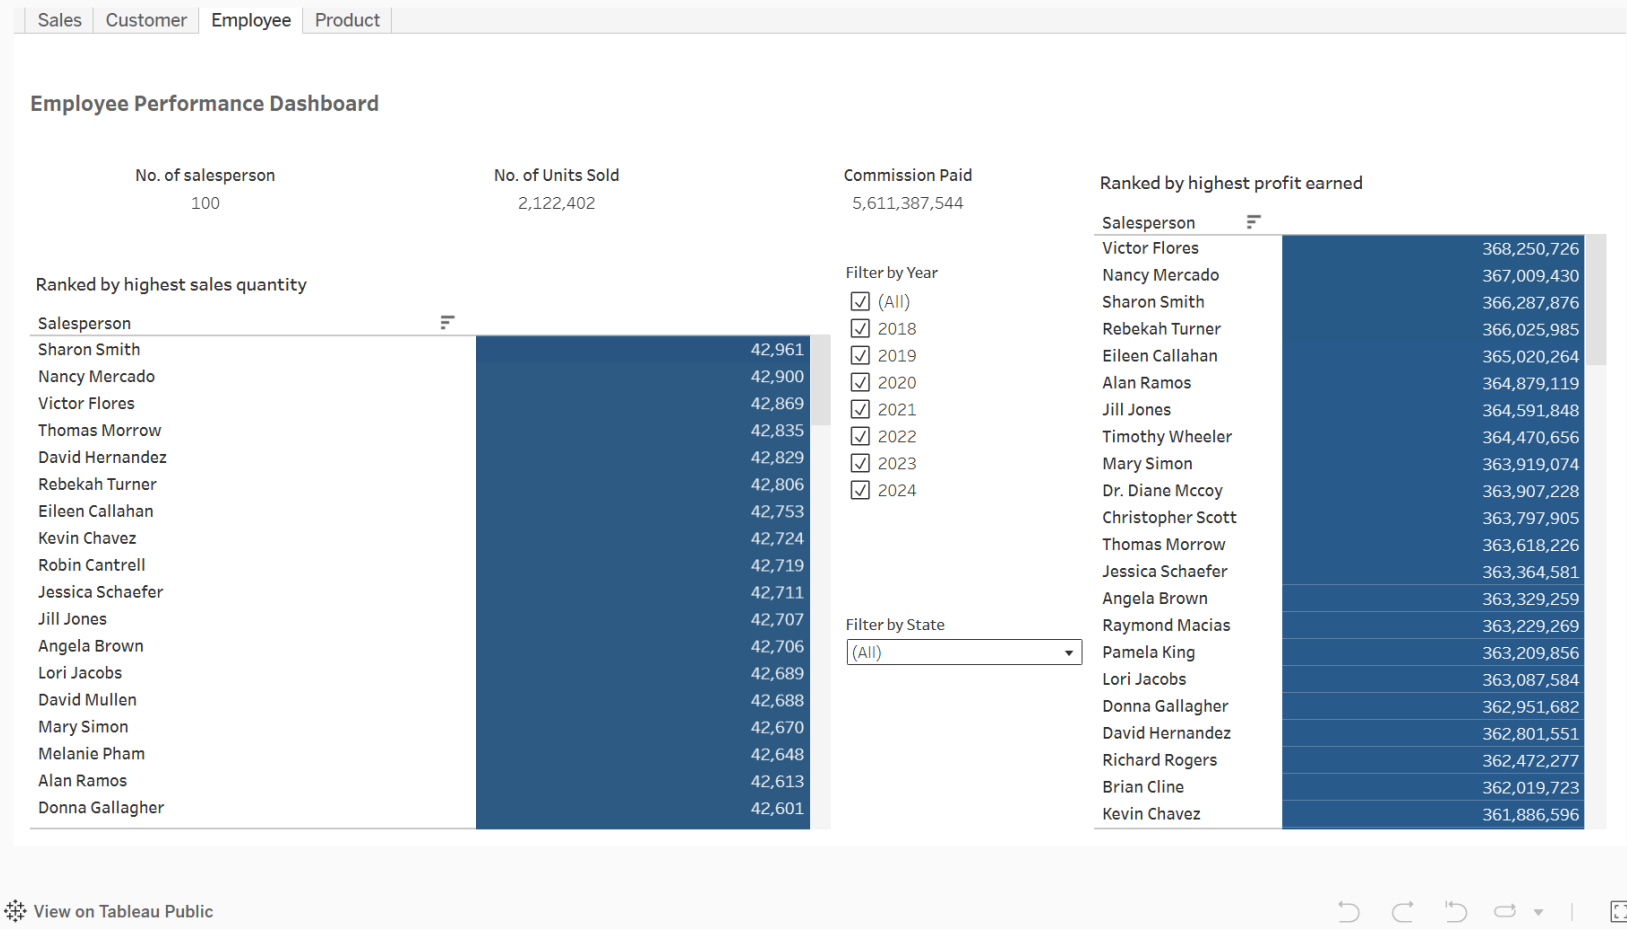 Sales Customer Employee Product
Employee Performance Dashboard
No. of salesperson
100
No. of Units Sold
2,122,402
Commission Paid
5,611,387,544
Ranked by highest sales quantity
Salesperson
Sharon Smith 42,961
Nancy Mercado 42,900
Victor Flores 42,869
Thomas Morrow 42,835
David Hernandez 42,829
Rebekah Turner 42,806
Eileen Callahan 42,753
Kevin Chavez 42,724
Robin Cantrell 42,719
Jessica Schaefer 42,711
Jill Jones 42,707
Angela Brown 42,706
Lori Jacobs 42,689
David Mullen 42,688
Mary Simon 42,670
Melanie Pham 42,648
Alan Ramos 42,613
Donna Gallagher 42,601
Filter by Year
(All)
2018
2019
2020
2021
2022
2023
2024
Filter by State
(All)
Ranked by highest profit earned
Salesperson
Victor Flores 368,250,726
Nancy Mercado 367,009,430
Sharon Smith 366,287,876
Rebekah Turner 366,025,985
Eileen Callahan 365,020,264
Alan Ramos 364,879,119
Jill Jones 364,591,848
Timothy Wheeler 364,470,656
Mary Simon 363,919,074
Dr. Diane Mccoy 363,907,228
Christopher Scott 363,797,905
Thomas Morrow 363,618,226
Jessica Schaefer 363,364,581
Angela Brown 363,329,259
Raymond Macias 363,229,269
Pamela King 363,209,856
Lori Jacobs 363,087,584
Donna Gallagher 362,951,682
David Hernandez 362,801,551
Richard Rogers 362,472,277
Brian Cline 362,019,723
Kevin Chavez 361,886,596
View on Tableau Public